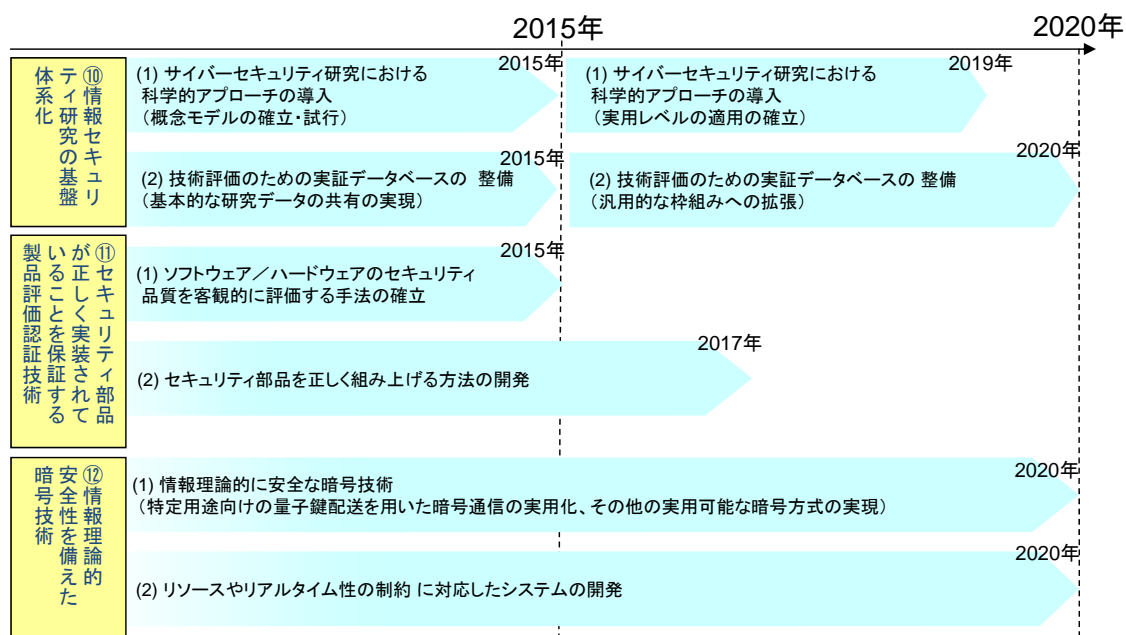 2015年
2020年
⑩情報セキュリ
ティ研究の基盤
体系化
2015年
(1) サイバーセキュリティ研究における
科学的アプローチの導入
（概念モデルの確立・試行）
2019年
(1) サイバーセキュリティ研究における
科学的アプローチの導入
（実用レベルの適用の確立）
2015年
(2) 技術評価のための実証データベースの 整備
（基本的な研究データの共有の実現）
2020年
(2) 技術評価のための実証データベースの 整備
（汎用的な枠組みへの拡張）
⑪セキュリティ部品
が正しく実装されて
いることを保証する
製品評価認証技術
2015年
(1) ソフトウェア／ハードウェアのセキュリティ
品質を客観的に評価する手法の確立
2017年
(2) セキュリティ部品を正しく組み上げる方法の開発
⑫情報理論的
安全性を備えた
暗号技術
2020年
(1) 情報理論的に安全な暗号技術
（特定用途向けの量子鍵配送を用いた暗号通信の実用化、その他の実用可能な暗号方式の実現）
2020年
(2) リソースやリアルタイム性の制約 に対応したシステムの開発